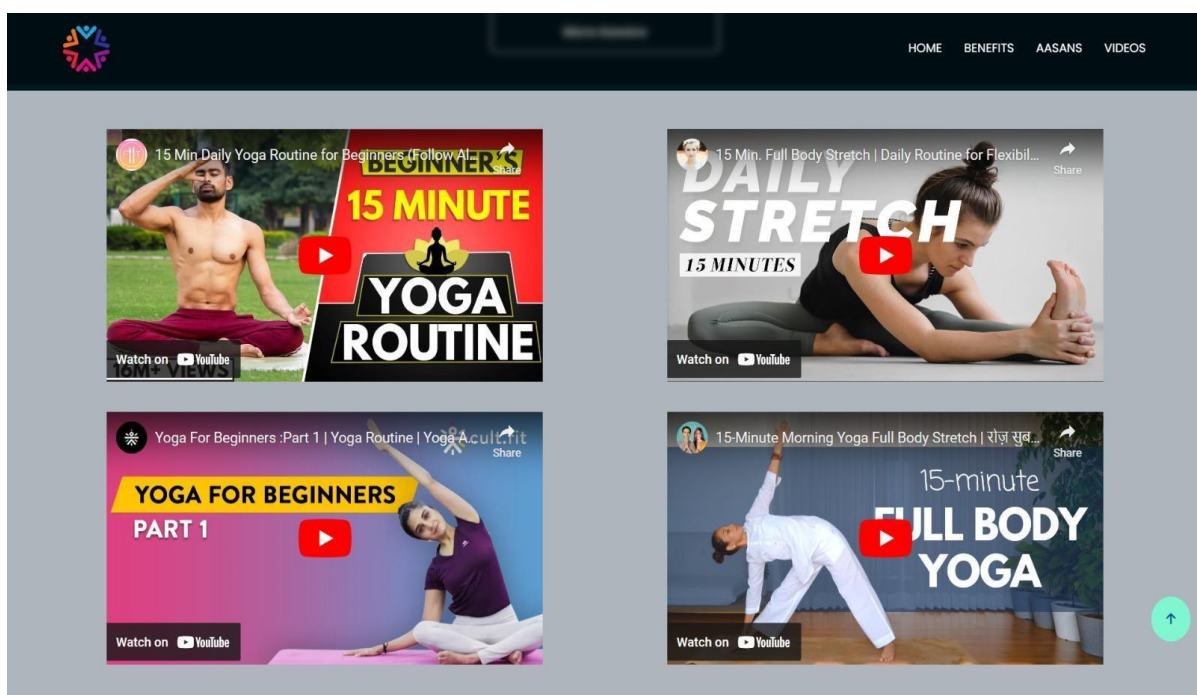 HOME BENEFITS AASANS VIDEOS
15 Min Daily Yoga Routine for Beginners (Follow Al...
Share
BEGINNER'S
15 MINUTE
YOGA
ROUTINE
Watch on YouTube
16M+ VIEWS
15 Min. Full Body Stretch | Daily Routine for Flexibil...
Share
DAILY
STRETCH
15 MINUTES
Watch on YouTube
Yoga For Beginners :Part 1 | Yoga Routine | Yoga A...
cult.fit
Share
YOGA FOR BEGINNERS
PART 1
Watch on YouTube
15-Minute Morning Yoga Full Body Stretch | रोज़ सुब...
Share
15-minute
FULL BODY
YOGA
Watch on YouTube